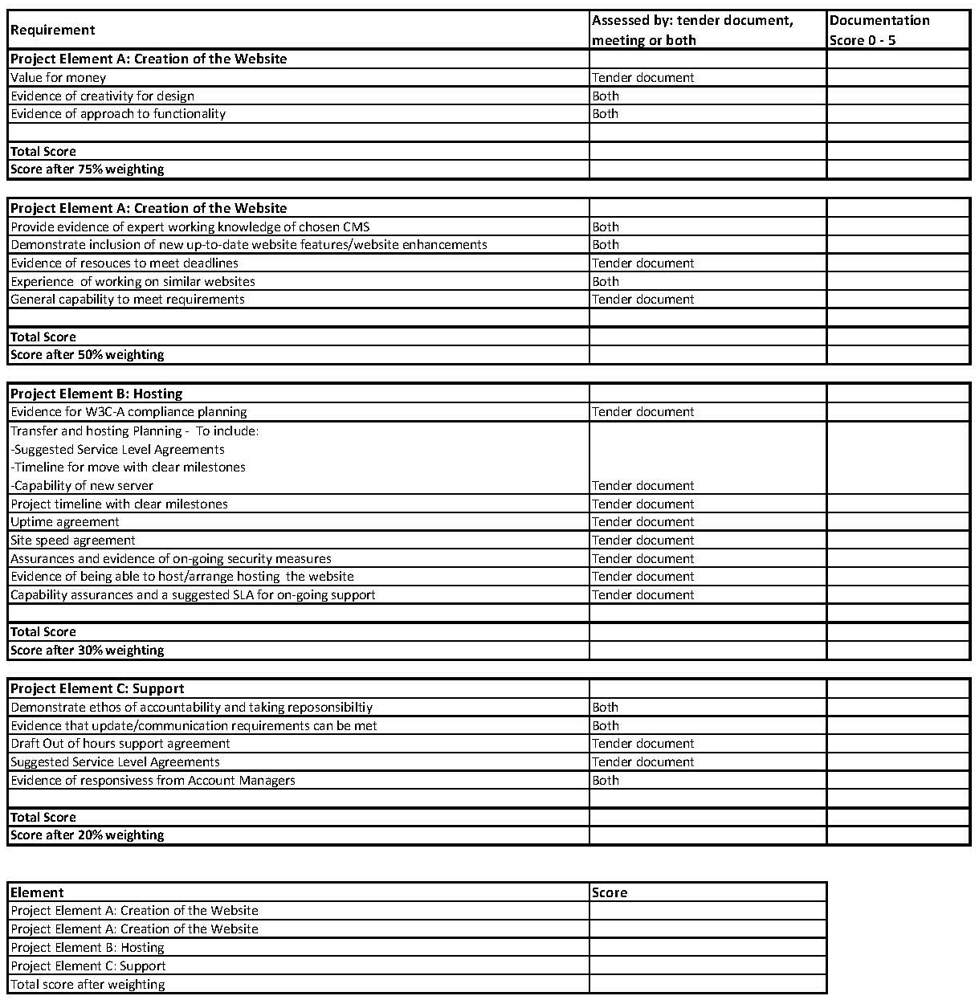 Requirement Assessed by: tender document, meeting or both Documentation Score 0 - 5
Project Element A: Creation of the Website
Value for money Tender document
Evidence of creativity for design Both
Evidence of approach to functionality Both
Total Score
Score after 75% weighting
Project Element A: Creation of the Website
Provide evidence of expert working knowledge of chosen CMS Both
Demonstrate inclusion of new up-to-date website features/website enhancements Both
Evidence of resouces to meet deadlines Tender document
Experience of working on similar websites Both
General capability to meet requirements Tender document
Total Score
Score after 50% weighting
Project Element B: Hosting
Evidence for W3C-A compliance planning Tender document
Transfer and hosting Planning - To include:
-Suggested Service Level Agreements
-Timeline for move with clear milestones
-Capability of new server Tender document
Project timeline with clear milestones Tender document
Uptime agreement Tender document
Site speed agreement Tender document
Assurances and evidence of on-going security measures Tender document
Evidence of being able to host/arrange hosting the website Tender document
Capability assurances and a suggested SLA for on-going support Tender document
Total Score
Score after 30% weighting
Project Element C: Support
Demonstrate ethos of accountability and taking reposonsibiltiy Both
Evidence that update/communication requirements can be met Both
Draft Out of hours support agreement Tender document
Suggested Service Level Agreements Tender document
Evidence of responsivess from Account Managers Both
Total Score
Score after 20% weighting
Element Score
Project Element A: Creation of the Website
Project Element A: Creation of the Website
Project Element B: Hosting
Project Element C: Support
Total score after weighting